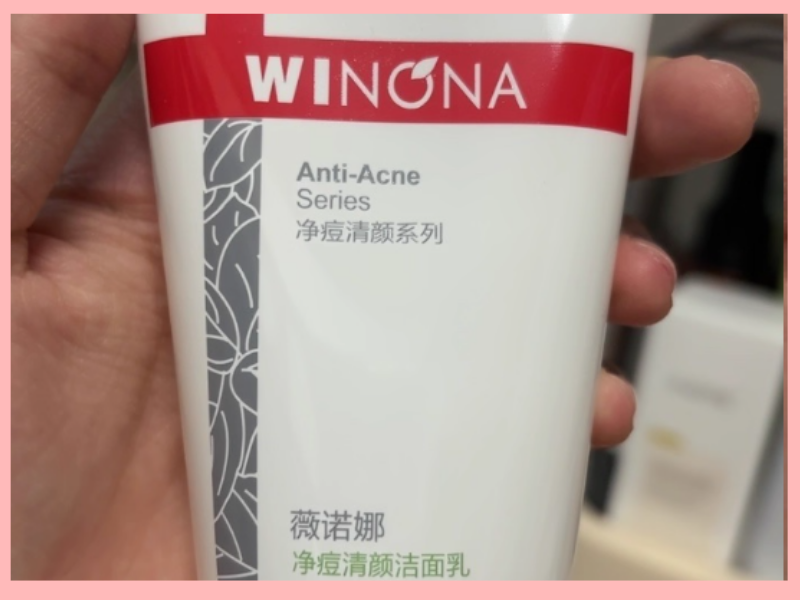 WINONA
Anti-Acne
Series
净痘清颜系列
薇诺娜
净痘清颜洁面乳